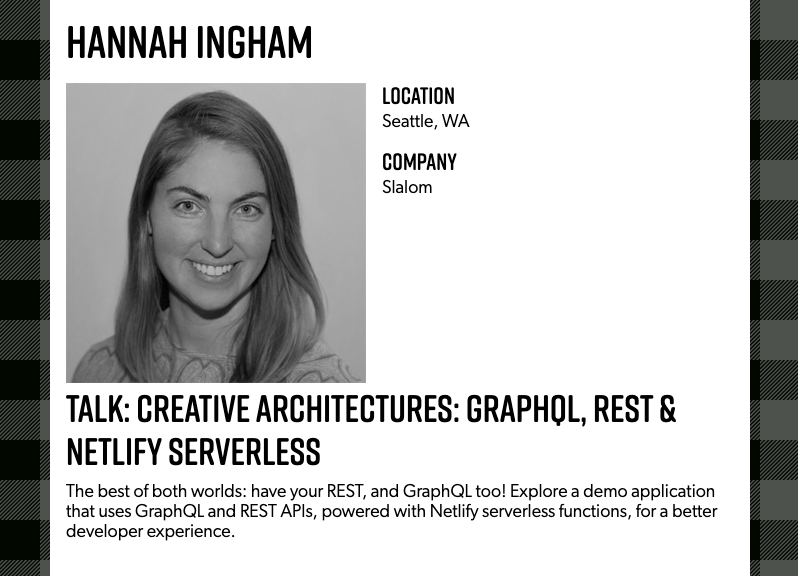 HANNAH INGHAM
LOCATION
Seattle, WA
COMPANY
Slalom
TALK: CREATIVE ARCHITECTURES: GRAPHQL, REST &
NETLIFY SERVERLESS
The best of both worlds: have your REST, and GraphQL too! Explore a demo application
that uses GraphQL and REST APIs, powered with Netlify serverless functions, for a better
developer experience.